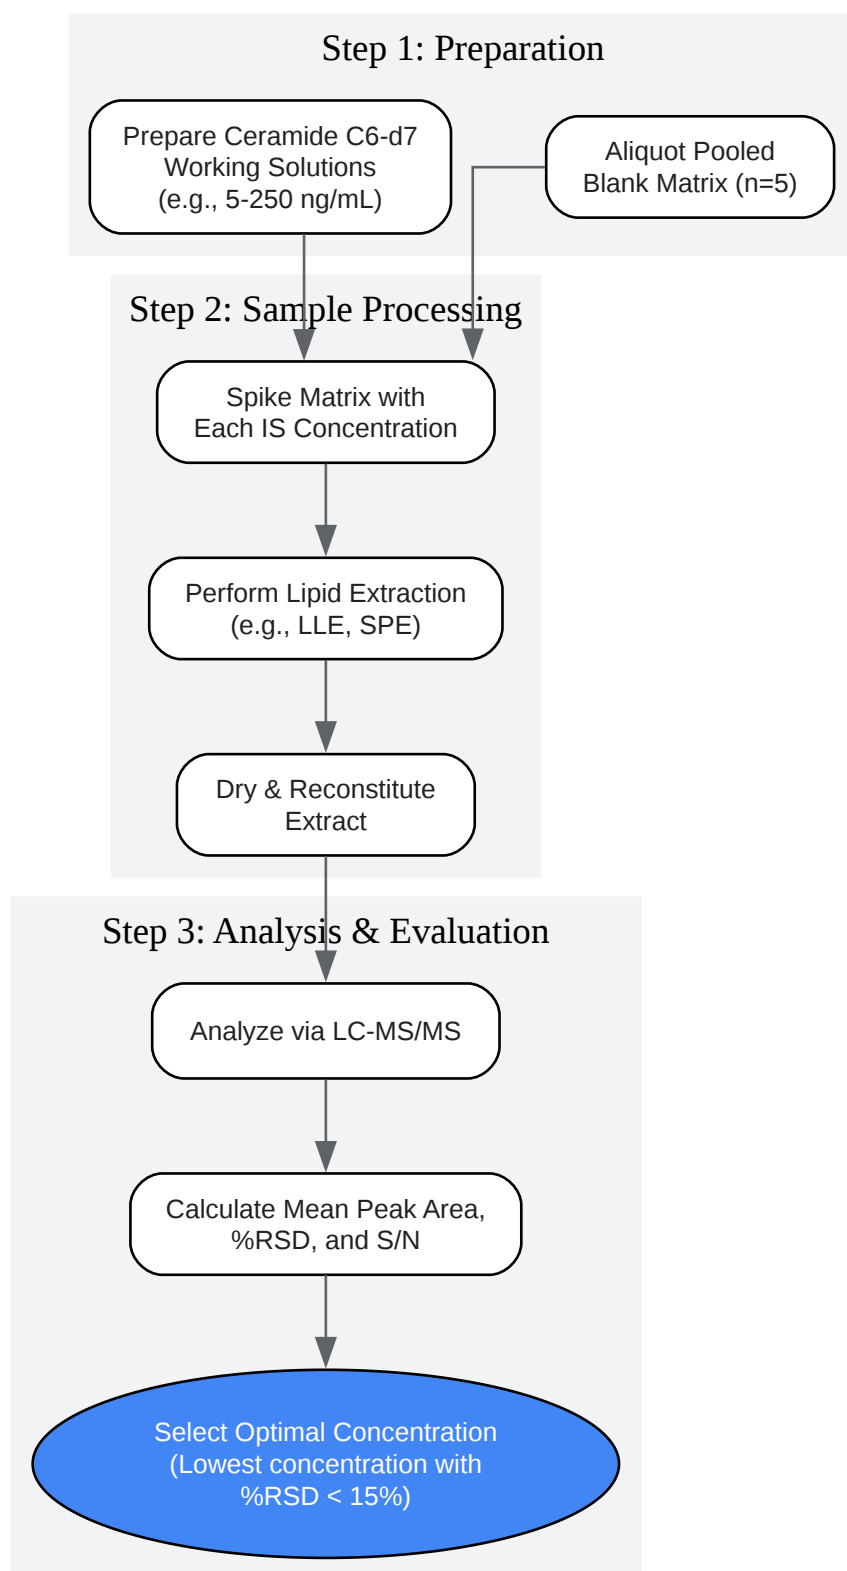 Step 1: Preparation
Prepare Ceramide C6-d7
Working Solutions
(e.g., 5-250 ng/mL)
Aliquot Pooled
Blank Matrix (n=5)
Step 2: Sample Processing
Spike Matrix with
Each IS Concentration
Perform Lipid Extraction
(e.g., LLE, SPE)
Dry & Reconstitute
Extract
Step 3: Analysis & Evaluation
Analyze via LC-MS/MS
Calculate Mean Peak Area,
%RSD, and S/N
Select Optimal Concentration
(Lowest concentration with
%RSD < 15%)